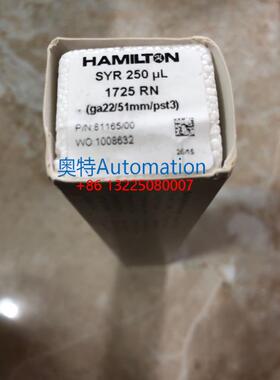 HAMILTON
SYR 250 µL
1725 RN
(ga22/51mm/pst3)
P/N:81165/00
WO:1008632
奥特Automation
+86 13225080007